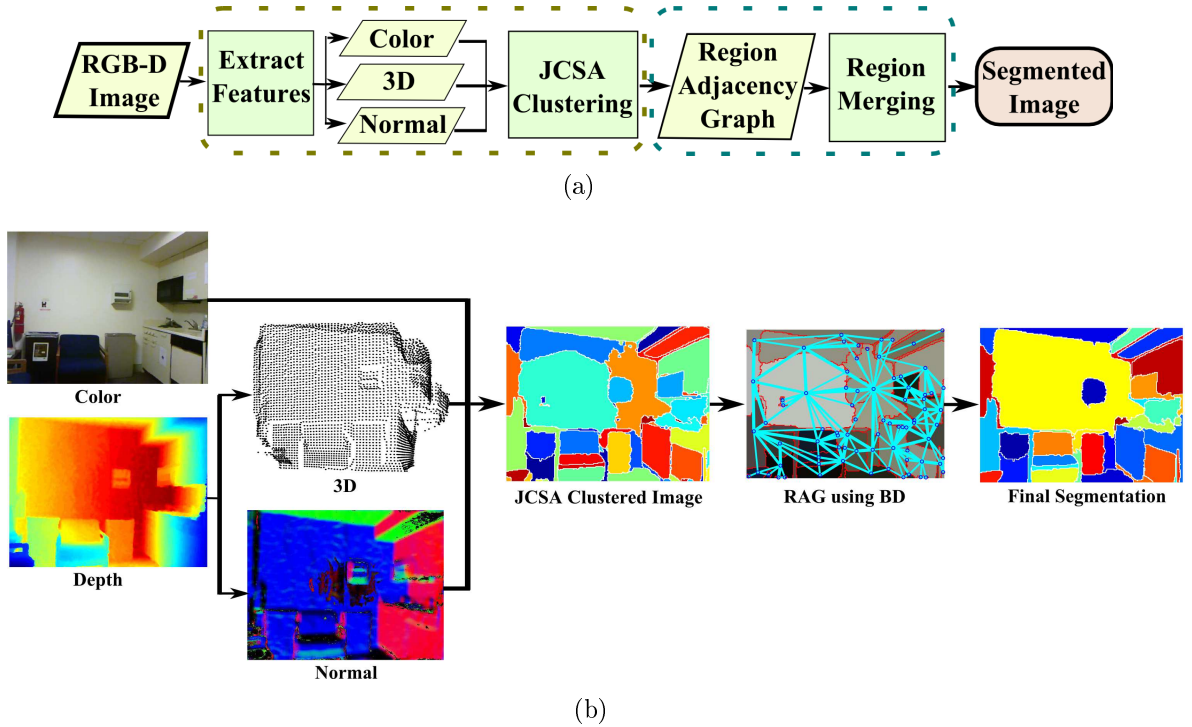 RGB-D
Image
Extract
Features
Color
3D
Normal
JCSA
Clustering
Region
Adjacency
Graph
Region
Merging
Segmented
Image
(a)
Color
Depth
3D
Normal
JCSA Clustered Image
RAG using BD
Final Segmentation
(b)